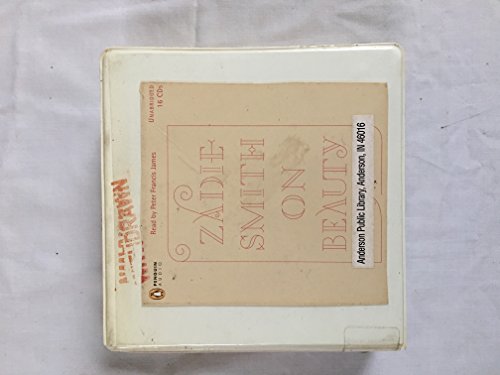 UNABRIDGED
16 CDs
ZADIE
SMITH
ON
BEAUTY
Read by Peter Francis James
PENGUIN
AUDIO
Anderson Public Library, Anderson, IN 46016
WITHDRAWN